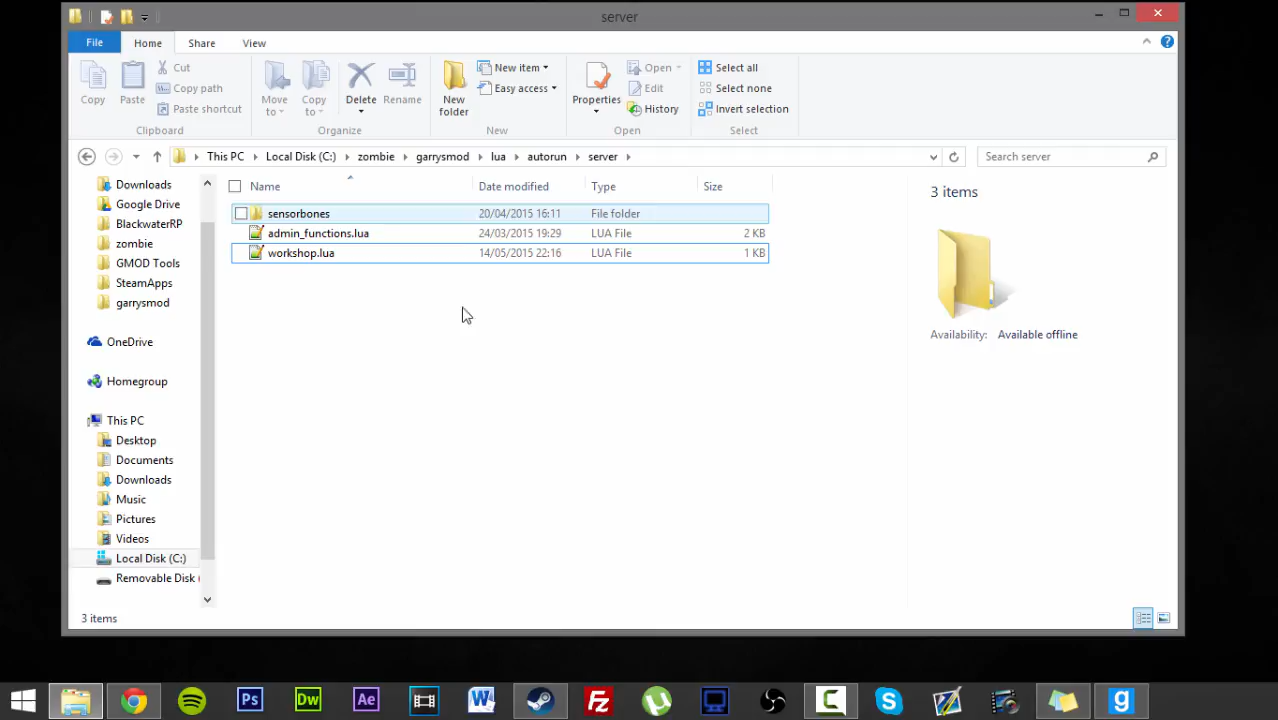 server
File Home Share View
Copy Paste Cut Copy path Paste shortcut Move to Copy to Delete Rename New folder New item Easy access Properties Open Edit History Select all Select none Invert selection
Clipboard Organize New Open Select
This PC Local Disk (C:) zombie garrysmod lua autorun server Search server
Name Date modified Type Size
sensorbones 20/04/2015 16:11 File folder
admin_functions.lua 24/03/2015 19:29 LUA File 2 KB
workshop.lua 14/05/2015 22:16 LUA File 1 KB
3 items
Availability: Available offline
Downloads
Google Drive
BlackwaterRP
zombie
GMOD Tools
SteamApps
garrysmod
OneDrive
Homegroup
This PC
Desktop
Documents
Downloads
Music
Pictures
Videos
Local Disk (C:)
Removable Disk (
3 items
Ps Dw Ae W Fz C S g